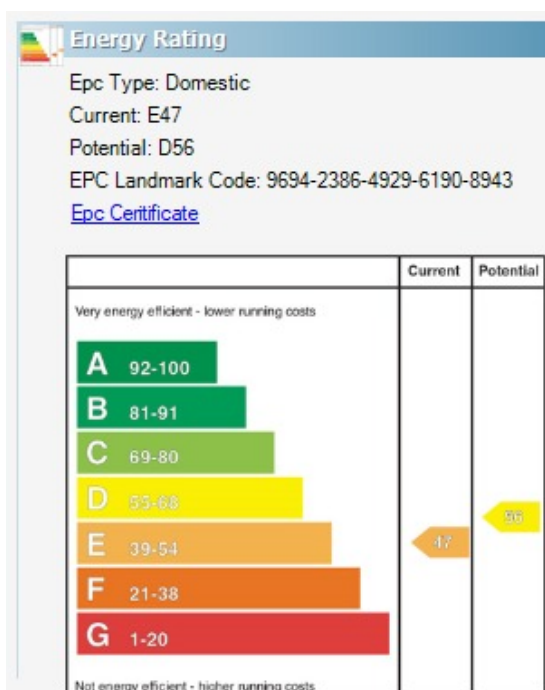 Energy Rating
Epc Type: Domestic
Current: E47
Potential: D56
EPC Landmark Code: 9694-2386-4929-6190-8943
Epc Ceritificate
Current Potential
Very energy efficient - lower running costs
A 92-100
B 81-91
C 69-80
D 55-68
56
E 39-54
47
F 21-38
G 1-20
Not energy efficient - higher running costs